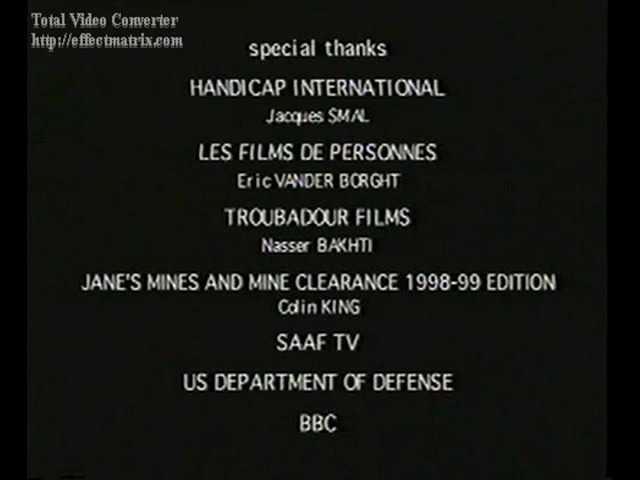 Total Video Converter
http://effectmatrix.com
special thanks
HANDICAP INTERNATIONAL
Jacques SMAL
LES FILMS DE PERSONNES
Eric VANDER BORGHT
TROUBADOUR FILMS
Nasser BAKHTI
JANE'S MINES AND MINE CLEARANCE 1998-99 EDITION
Colin KING
SAAF TV
US DEPARTMENT OF DEFENSE
BBC